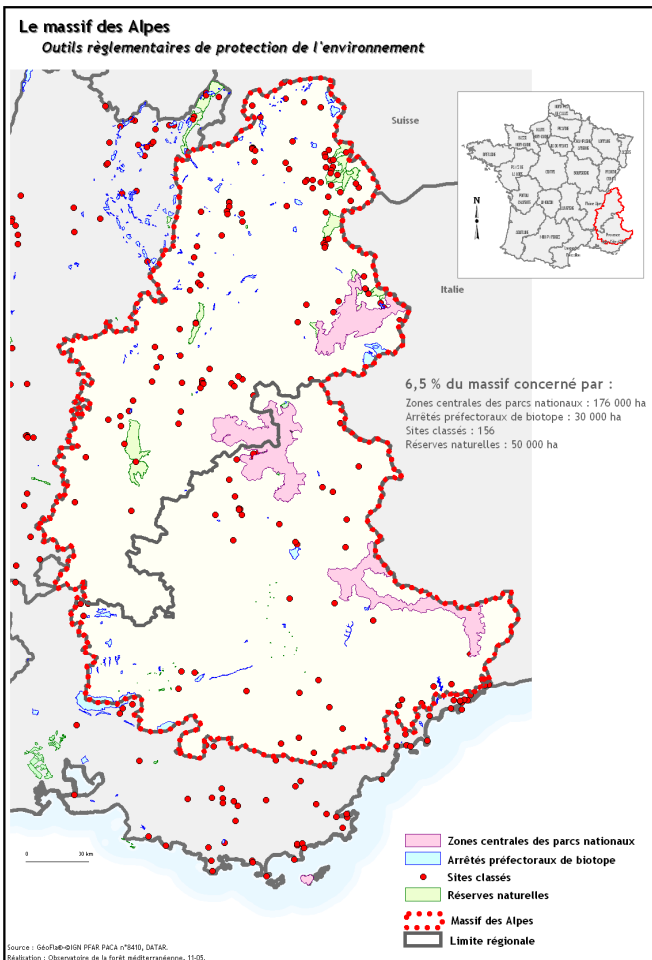 Le massif des Alpes
Outils règlementaires de protection de l'environnement
Suisse
Italie
N
S
6,5 % du massif concerné par :
Zones centrales des parcs nationaux : 176 000 ha
Arrêtés préfectoraux de biotope : 30 000 ha
Sites classés : 156
Réserves naturelles : 50 000 ha
Zones centrales des parcs nationaux
Arrêtés préfectoraux de biotope
Sites classés
Réserves naturelles
Massif des Alpes
Limite régionale
0 30 km
Source : GéoFla®-©IGN PFAR PACA n°8410, DATAR.
Réalisation : Observatoire de la forêt méditerranéenne, 11-05.